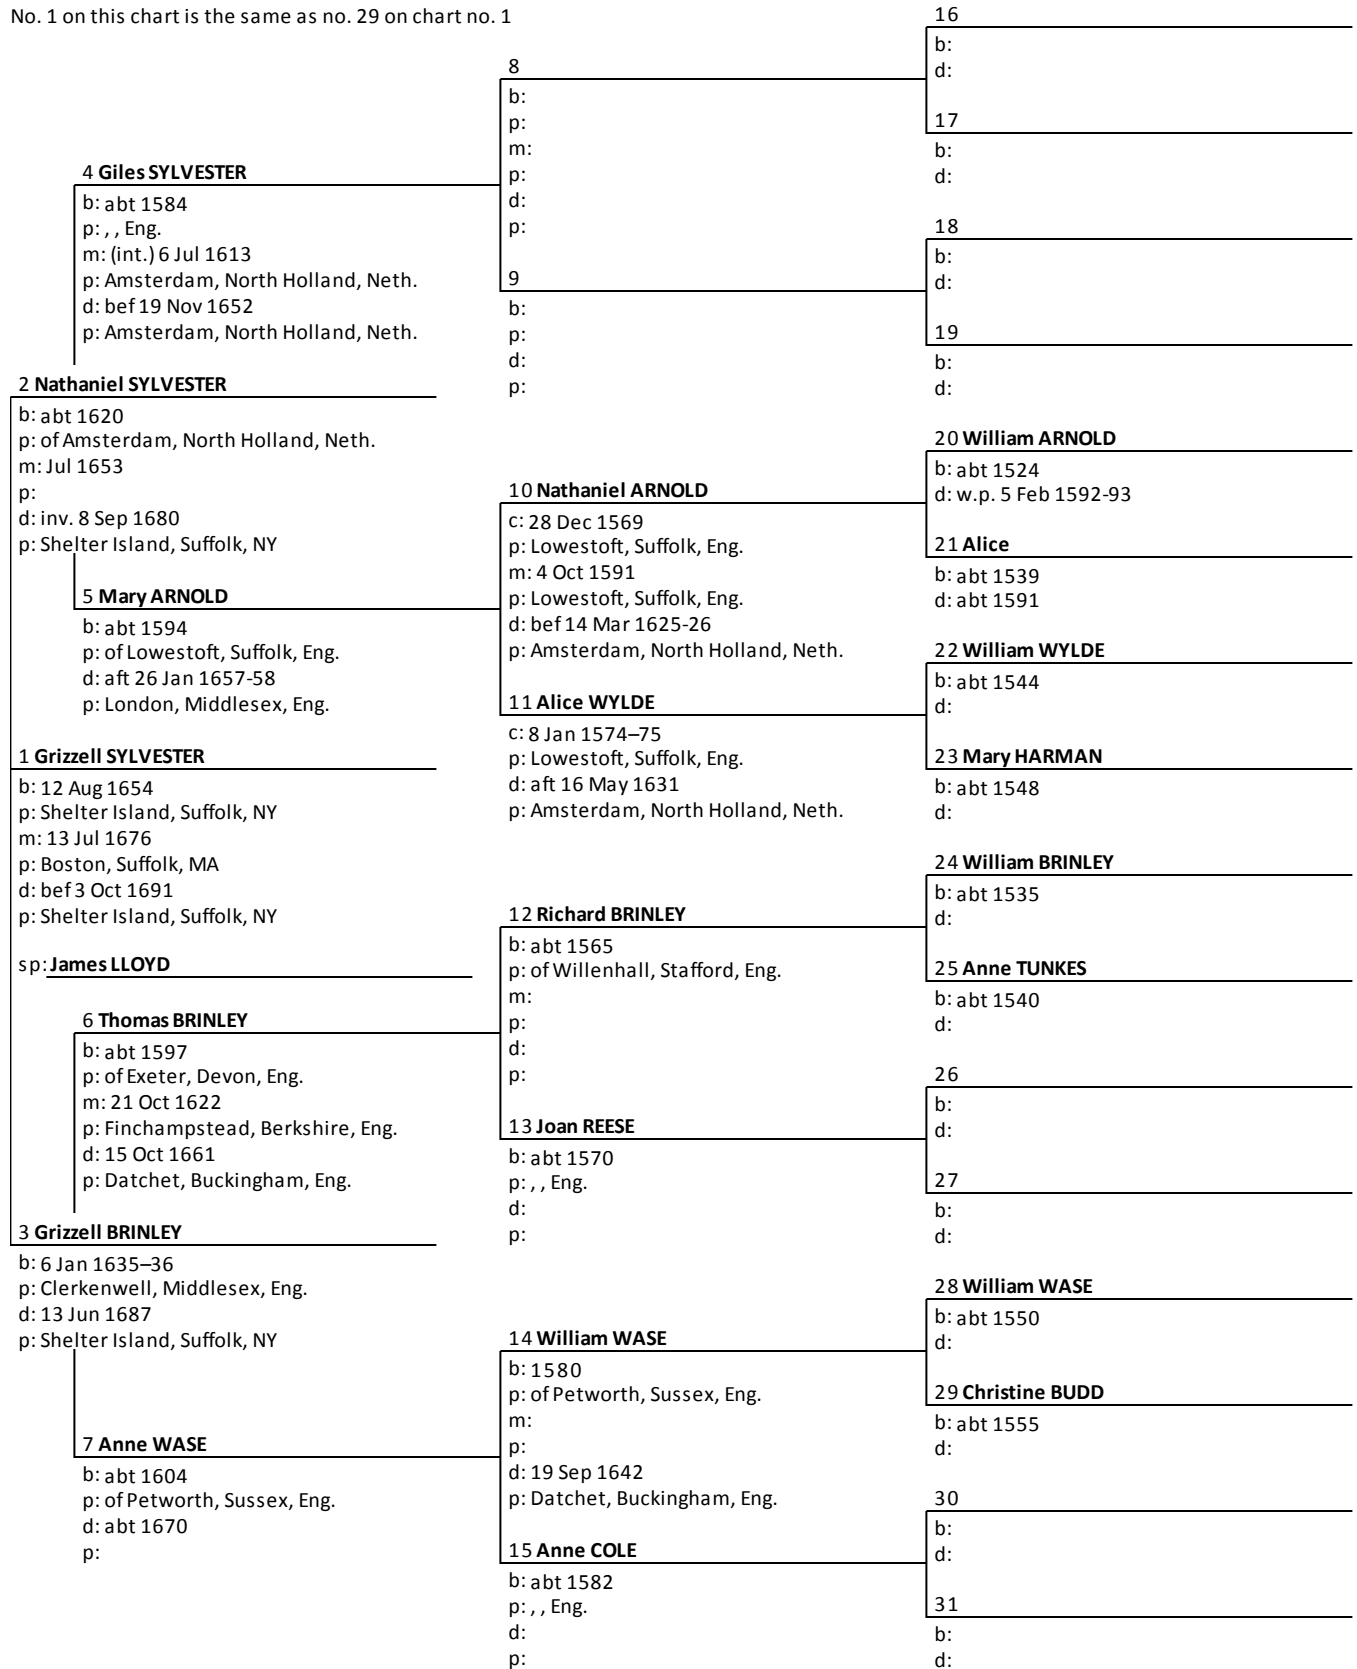 No. 1 on this chart is the same as no. 29 on chart no. 1
16
b:
d:
8
b:
p:
m:
p:
d:
p:
17
b:
d:
4 Giles SYLVESTER
b: abt 1584
p: , , Eng.
m: (int.) 6 Jul 1613
p: Amsterdam, North Holland, Neth.
d: bef 19 Nov 1652
p: Amsterdam, North Holland, Neth.
18
b:
d:
9
b:
p:
d:
p:
19
b:
d:
2 Nathaniel SYLVESTER
b: abt 1620
p: of Amsterdam, North Holland, Neth.
m: Jul 1653
p:
d: inv. 8 Sep 1680
p: Shelter Island, Suffolk, NY
20 William ARNOLD
b: abt 1524
d: w.p. 5 Feb 1592-93
10 Nathaniel ARNOLD
c: 28 Dec 1569
p: Lowestoft, Suffolk, Eng.
m: 4 Oct 1591
p: Lowestoft, Suffolk, Eng.
d: bef 14 Mar 1625-26
p: Amsterdam, North Holland, Neth.
21 Alice
b: abt 1539
d: abt 1591
5 Mary ARNOLD
b: abt 1594
p: of Lowestoft, Suffolk, Eng.
d: aft 26 Jan 1657-58
p: London, Middlesex, Eng.
22 William WYLDE
b: abt 1544
d:
11 Alice WYLDE
c: 8 Jan 1574–75
p: Lowestoft, Suffolk, Eng.
d: aft 16 May 1631
p: Amsterdam, North Holland, Neth.
23 Mary HARMAN
b: abt 1548
d:
1 Grizzell SYLVESTER
b: 12 Aug 1654
p: Shelter Island, Suffolk, NY
m: 13 Jul 1676
p: Boston, Suffolk, MA
d: bef 3 Oct 1691
p: Shelter Island, Suffolk, NY
sp: James LLOYD
24 William BRINLEY
b: abt 1535
d:
12 Richard BRINLEY
b: abt 1565
p: of Willenhall, Stafford, Eng.
m:
p:
d:
p:
25 Anne TUNKES
b: abt 1540
d:
6 Thomas BRINLEY
b: abt 1597
p: of Exeter, Devon, Eng.
m: 21 Oct 1622
p: Finchampstead, Berkshire, Eng.
d: 15 Oct 1661
p: Datchet, Buckingham, Eng.
26
b:
d:
13 Joan REESE
b: abt 1570
p: , , Eng.
d:
p:
27
b:
d:
3 Grizzell BRINLEY
b: 6 Jan 1635–36
p: Clerkenwell, Middlesex, Eng.
d: 13 Jun 1687
p: Shelter Island, Suffolk, NY
28 William WASE
b: abt 1550
d:
14 William WASE
b: 1580
p: of Petworth, Sussex, Eng.
m:
p:
d: 19 Sep 1642
p: Datchet, Buckingham, Eng.
29 Christine BUDD
b: abt 1555
d:
7 Anne WASE
b: abt 1604
p: of Petworth, Sussex, Eng.
d: abt 1670
p:
30
b:
d:
15 Anne COLE
b: abt 1582
p: , , Eng.
d:
p:
31
b:
d: